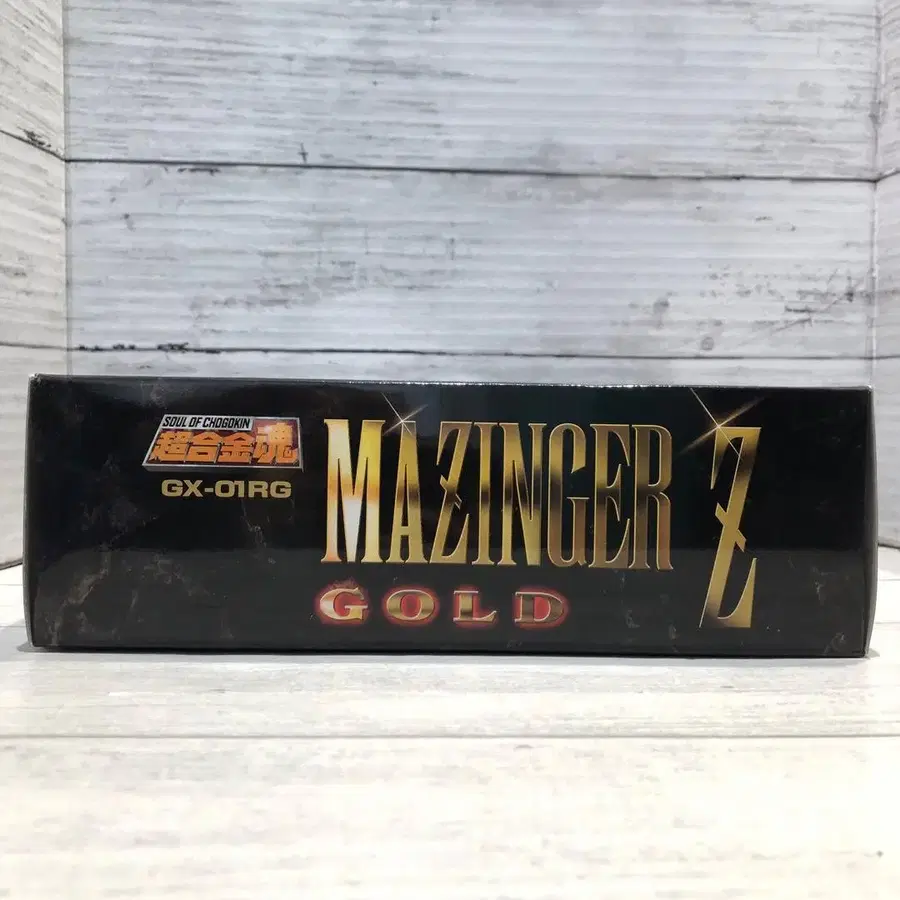 SOUL OF CHOGOKIN
超合金魂
GX-01RG
MAZINGER Z
GOLD